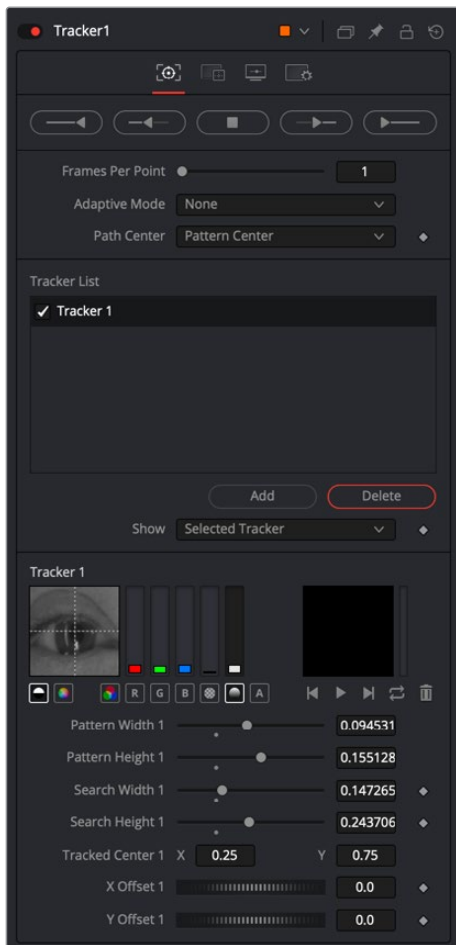 Tracker1
Frames Per Point 1
Adaptive Mode None
Path Center Pattern Center
Tracker List
Tracker 1
Add Delete
Show Selected Tracker
Tracker 1
R G B A
Pattern Width 1 0.094531
Pattern Height 1 0.155128
Search Width 1 0.147265
Search Height 1 0.243706
Tracked Center 1 X 0.25 Y 0.75
X Offset 1 0.0
Y Offset 1 0.0